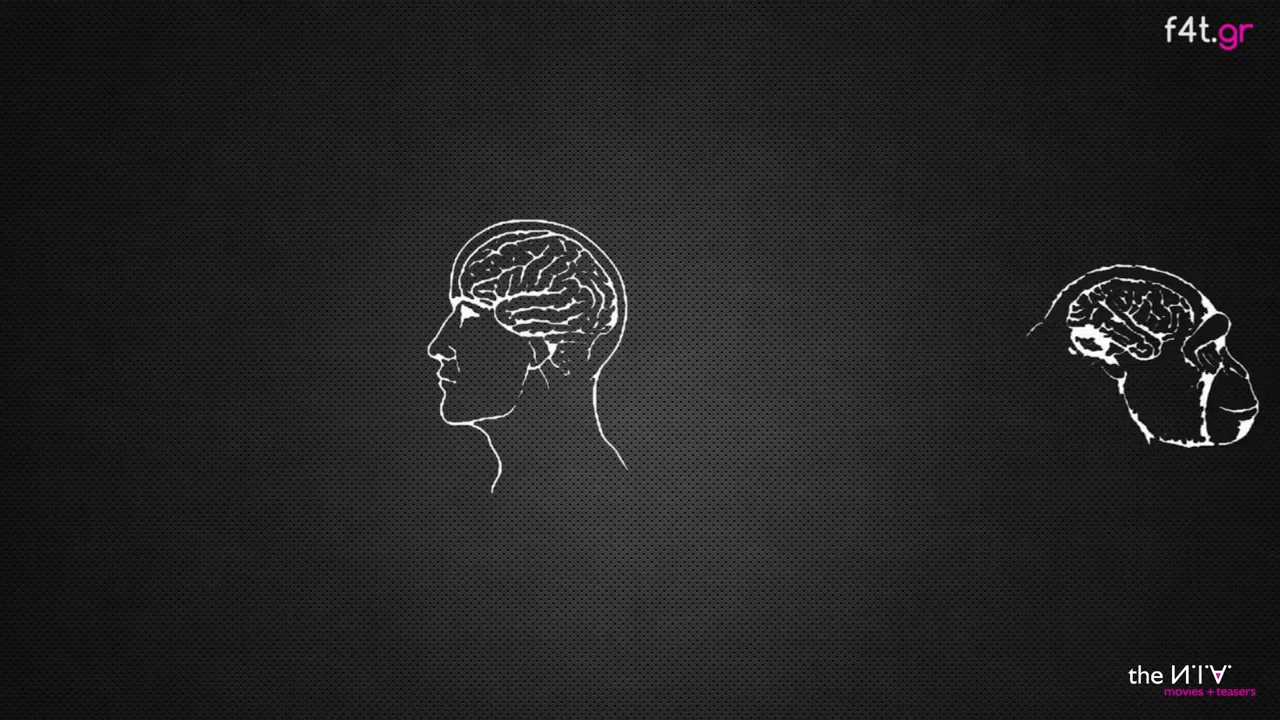 f4t.gr
the И.I.∀.
movies + teasers